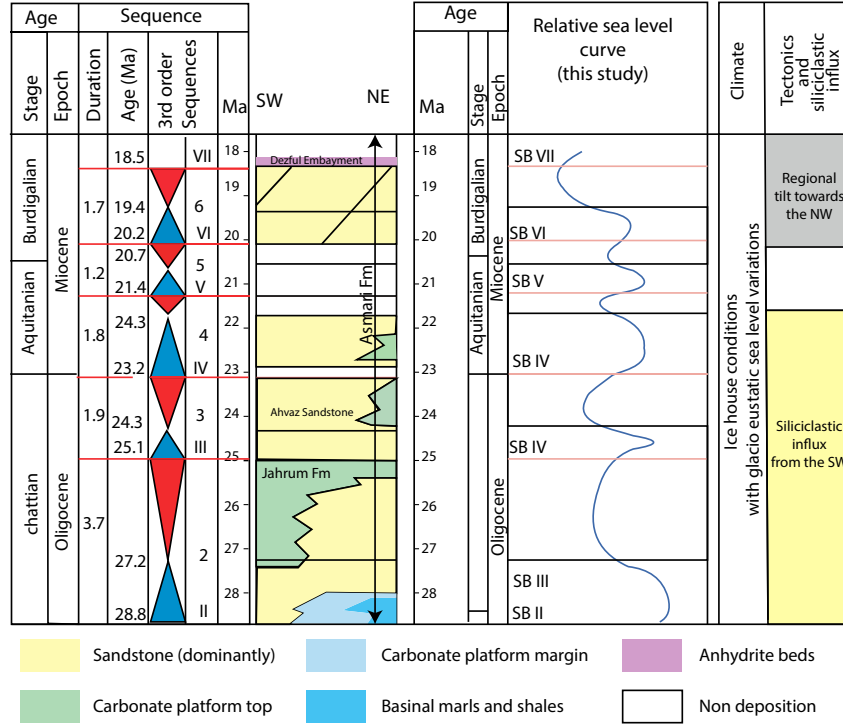 Age
Sequence
Stage
Epoch
Duration
Age (Ma)
3rd order
Sequences
Ma
SW
NE
Burdigalian
Aquitanian
chattian
Miocene
Oligocene
1.7
1.2
1.8
1.9
3.7
18.5
19.4
20.2
20.7
21.4
24.3
23.2
24.3
25.1
27.2
28.8
VII
6
VI
5
V
4
IV
3
III
2
II
18
19
20
21
22
23
24
25
26
27
28
Dezful Embayment
Asmari Fm
Ahvaz Sandstone
Jahrum Fm
Age
Ma
Stage
Epoch
18
19
20
21
22
23
24
25
26
27
28
Burdigalian
Aquitanian
Miocene
Oligocene
Relative sea level
curve
(this study)
SB VII
SB VI
SB V
SB IV
SB IV
SB III
SB II
Climate
Ice house conditions
with glacio eustatic sea level variations
Tectonics
and
siliciclastic
influx
Regional
tilt towards
the NW
Siliciclastic
influx
from the SW
Sandstone (dominantly)
Carbonate platform margin
Anhydrite beds
Carbonate platform top
Basinal marls and shales
Non deposition